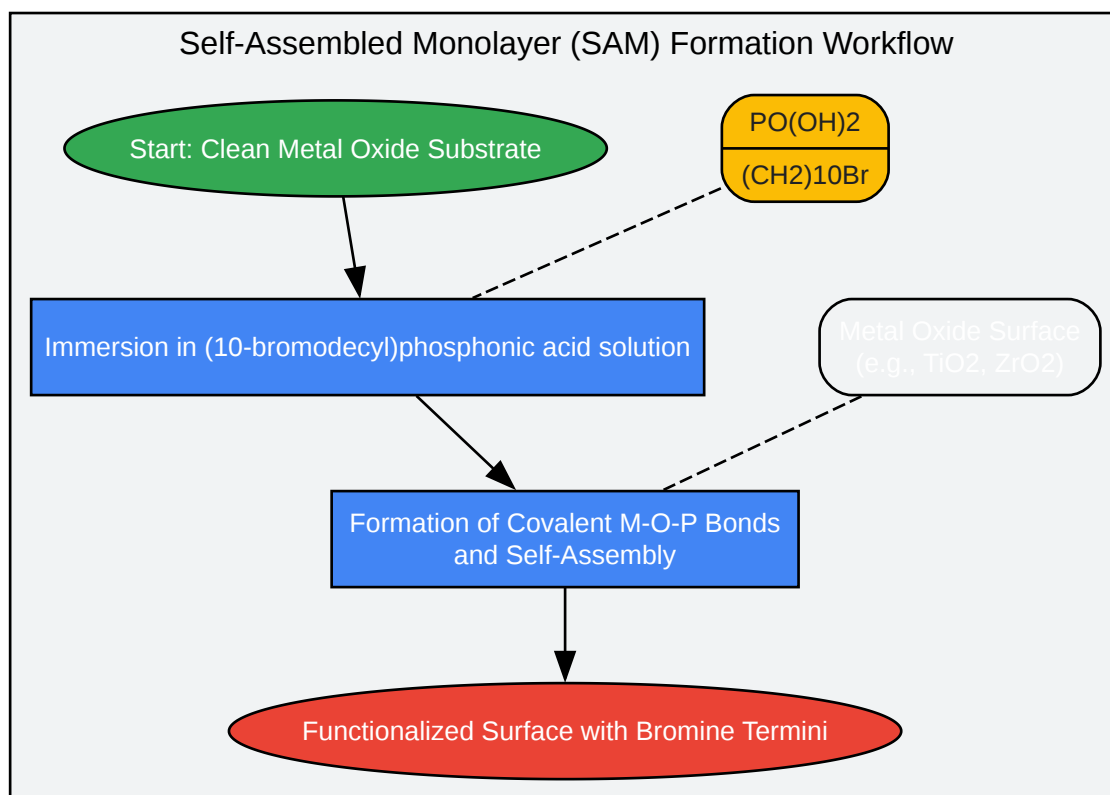 Self-Assembled Monolayer (SAM) Formation Workflow
Start: Clean Metal Oxide Substrate
PO(OH)2
(CH2)10Br
Immersion in (10-bromodecyl)phosphonic acid solution
Metal Oxide Surface
(e.g., TiO2, ZrO2)
Formation of Covalent M-O-P Bonds
and Self-Assembly
Functionalized Surface with Bromine Termini